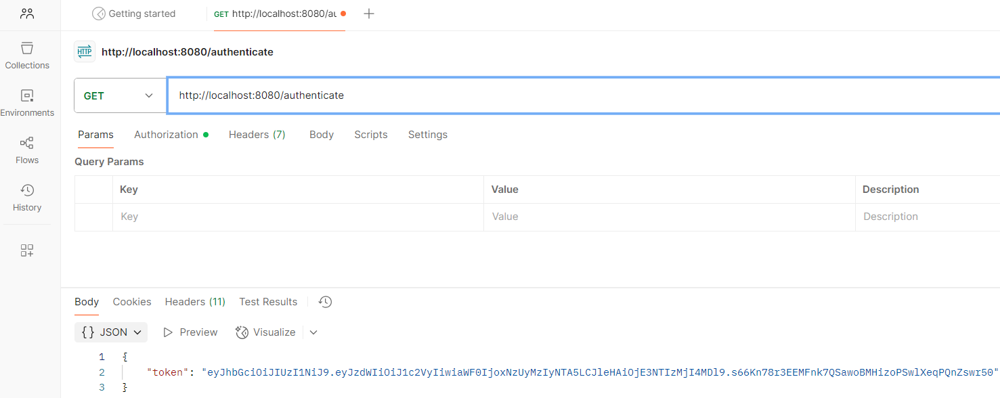 Getting started
GET http://localhost:8080/au
HTTP http://localhost:8080/authenticate
Collections
Environments
Flows
History
GET http://localhost:8080/authenticate
Params Authorization Headers (7) Body Scripts Settings
Query Params
Key Value Description
Key Value Description
Body Cookies Headers (11) Test Results
{} JSON Preview Visualize
1 {
2 "token": "eyJhbGciOiJIUzI1NiJ9.eyJzdWIiOiJ1c2VyIiwiaWF0IjoxNzUyMzIyNTA5LCJleHAiOjE3NTIzMjI4MDl9.s66Kn78r3EEMFnk7QSawoBMHizoPSwlXeqPQnZswr50"
3 }